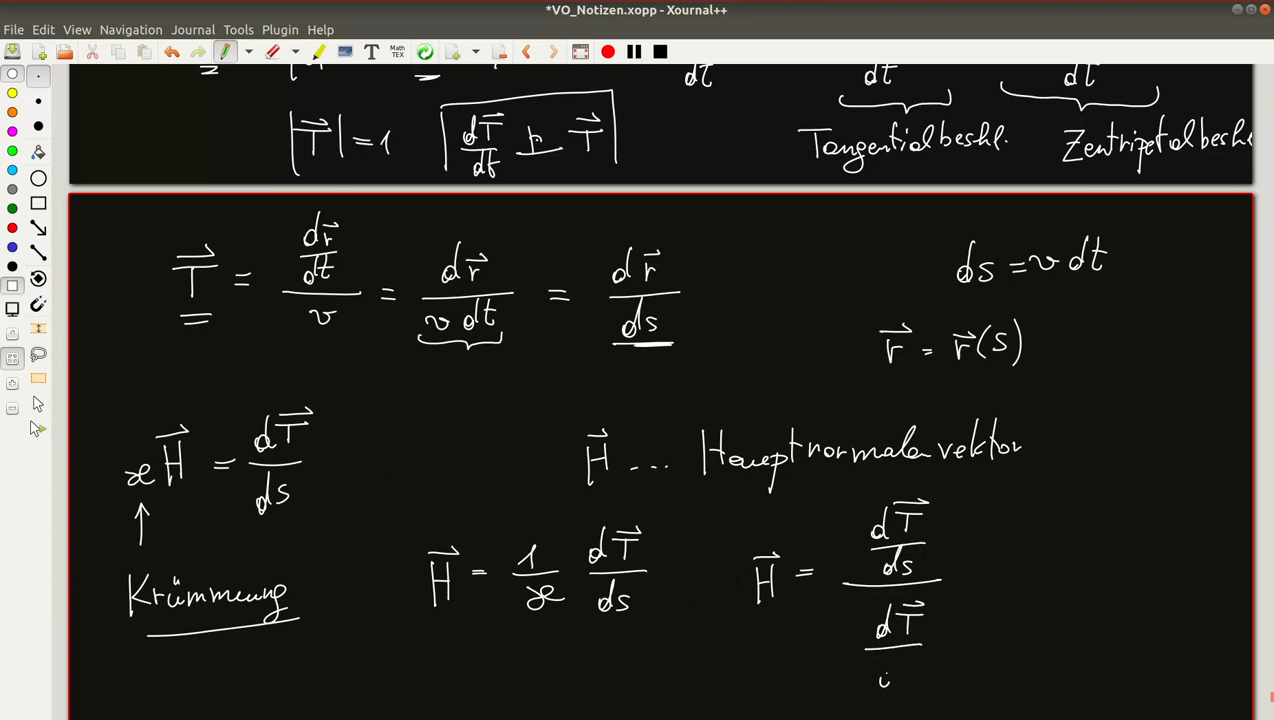 *VO_Notizen.xopp - Xournal++
File Edit View Navigation Journal Tools Plugin Help
Math TEX
dt dt dt
|T⃗| = 1 dT⃗/dt ⊥ T⃗ Tangentialbeschl. Zentripetalbeschl
T⃗ = (dr⃗/dt)/v = dr⃗/(v dt) = dr⃗/ds ds = v dt
r⃗ = r⃗(s)
ϰH⃗ = dT⃗/ds H⃗ ... Hauptnormalenvektor
Krümmung H⃗ = 1/ϰ dT⃗/ds H⃗ = (dT⃗/ds)/(dT⃗/